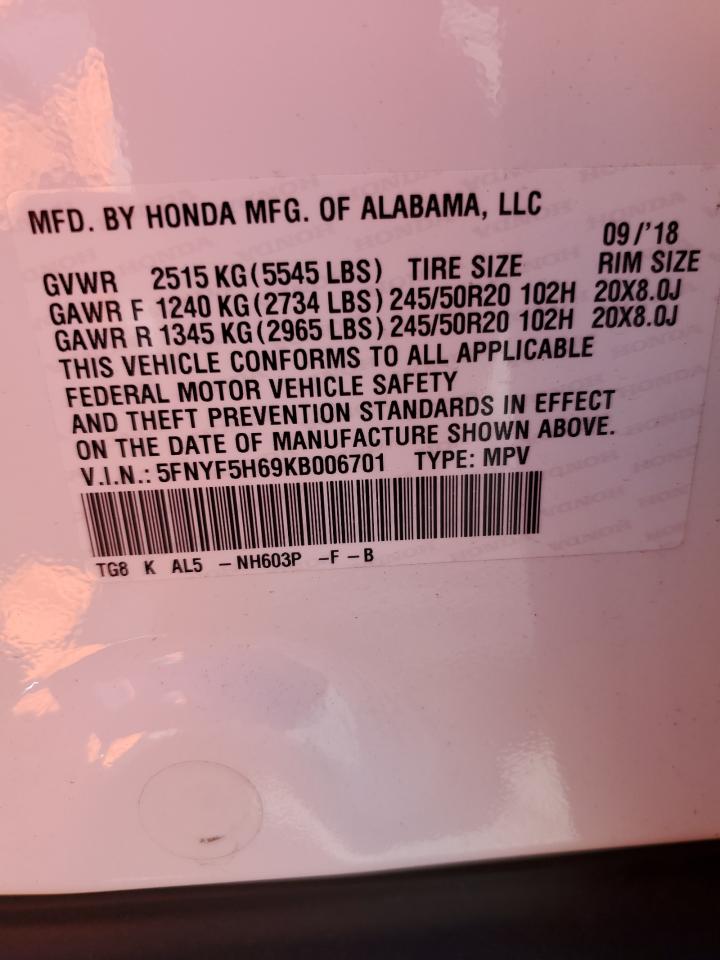 MFD. BY HONDA MFG. OF ALABAMA, LLC
09/'18
GVWR 2515 KG(5545 LBS) TIRE SIZE RIM SIZE
GAWR F 1240 KG(2734 LBS) 245/50R20 102H 20X8.0J
GAWR R 1345 KG(2965 LBS) 245/50R20 102H 20X8.0J
THIS VEHICLE CONFORMS TO ALL APPLICABLE
FEDERAL MOTOR VEHICLE SAFETY
AND THEFT PREVENTION STANDARDS IN EFFECT
ON THE DATE OF MANUFACTURE SHOWN ABOVE.
V.I.N.: 5FNYF5H69KB006701 TYPE: MPV
TG8 K AL5 -NH603P -F -B